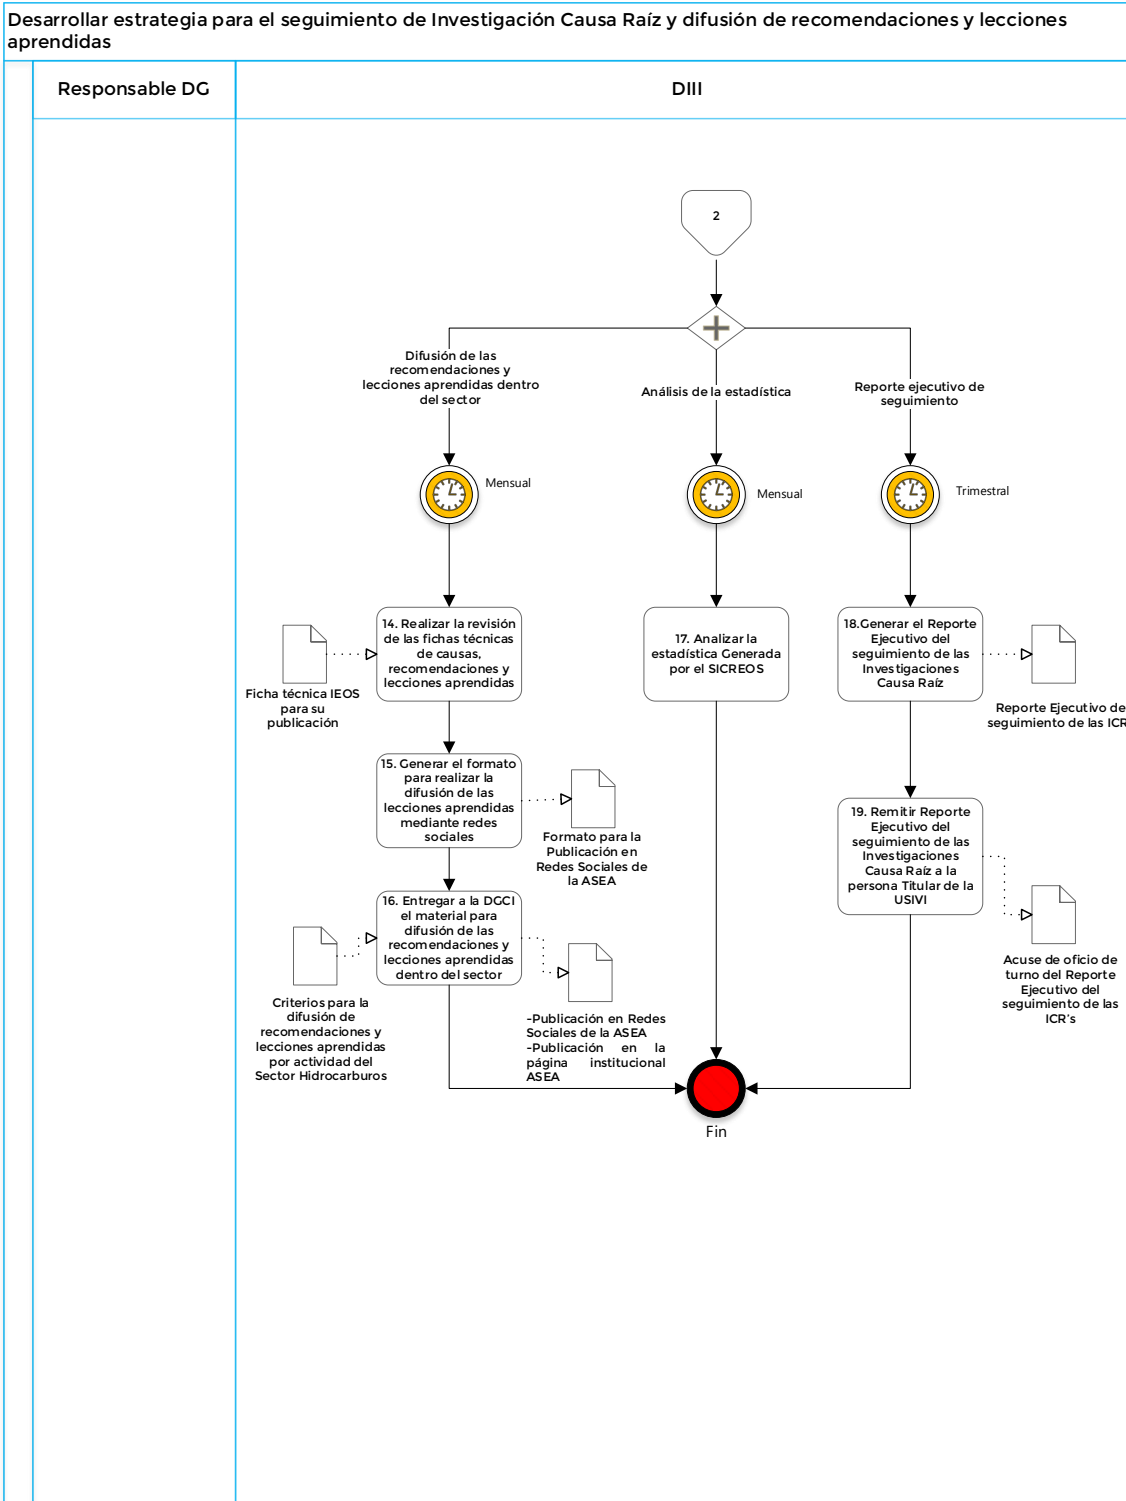 Desarrollar estrategia para el seguimiento de Investigación Causa Raíz y difusión de recomendaciones y lecciones
aprendidas
Responsable DG
DIII
2
Difusión de las
recomendaciones y
lecciones aprendidas dentro
del sector
Análisis de la estadística
Reporte ejecutivo de
seguimiento
Mensual
Mensual
Trimestral
14. Realizar la revisión
de las fichas técnicas
de causas,
recomendaciones y
lecciones aprendidas
Ficha técnica IEOS
para su
publicación
17. Analizar la
estadística Generada
por el SICREOS
18.Generar el Reporte
Ejecutivo del
seguimiento de las
Investigaciones
Causa Raíz
Reporte Ejecutivo de
seguimiento de las ICR
15. Generar el formato
para realizar la
difusión de las
lecciones aprendidas
mediante redes
sociales
Formato para la
Publicación en
Redes Sociales de
la ASEA
19. Remitir Reporte
Ejecutivo del
seguimiento de las
Investigaciones
Causa Raíz a la
persona Titular de la
USIVI
Acuse de oficio de
turno del Reporte
Ejecutivo del
seguimiento de las
ICR's
16. Entregar a la DGCI
el material para
difusión de las
recomendaciones y
lecciones aprendidas
dentro del sector
Criterios para la
difusión de
recomendaciones y
lecciones aprendidas
por actividad del
Sector Hidrocarburos
-Publicación en Redes
Sociales de la ASEA
-Publicación en la
página institucional
ASEA
Fin